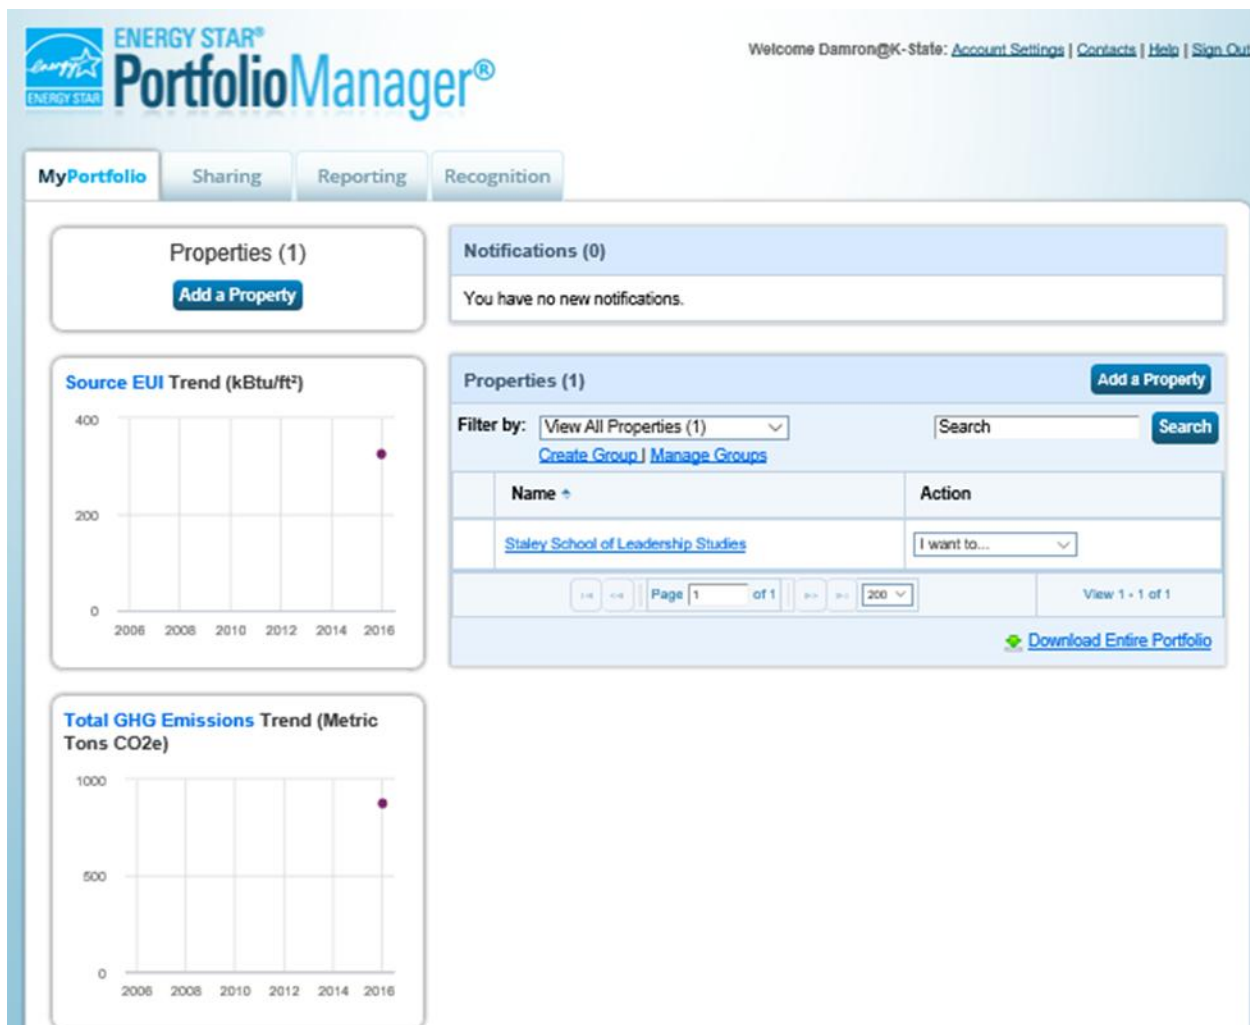 ENERGY STAR®
PortfolioManager®
energy
ENERGY STAR
Welcome Damron@K-State: Account Settings | Contacts | Help | Sign Out
MyPortfolio Sharing Reporting Recognition
Properties (1)
Add a Property
Notifications (0)
You have no new notifications.
Source EUI Trend (kBtu/ft²)
400
200
0
2006 2008 2010 2012 2014 2016
Properties (1) Add a Property
Filter by: View All Properties (1) Search Search
Create Group | Manage Groups
Name Action
Staley School of Leadership Studies I want to...
Page 1 of 1 200 View 1 - 1 of 1
Download Entire Portfolio
Total GHG Emissions Trend (Metric
Tons CO2e)
1000
500
0
2006 2008 2010 2012 2014 2016